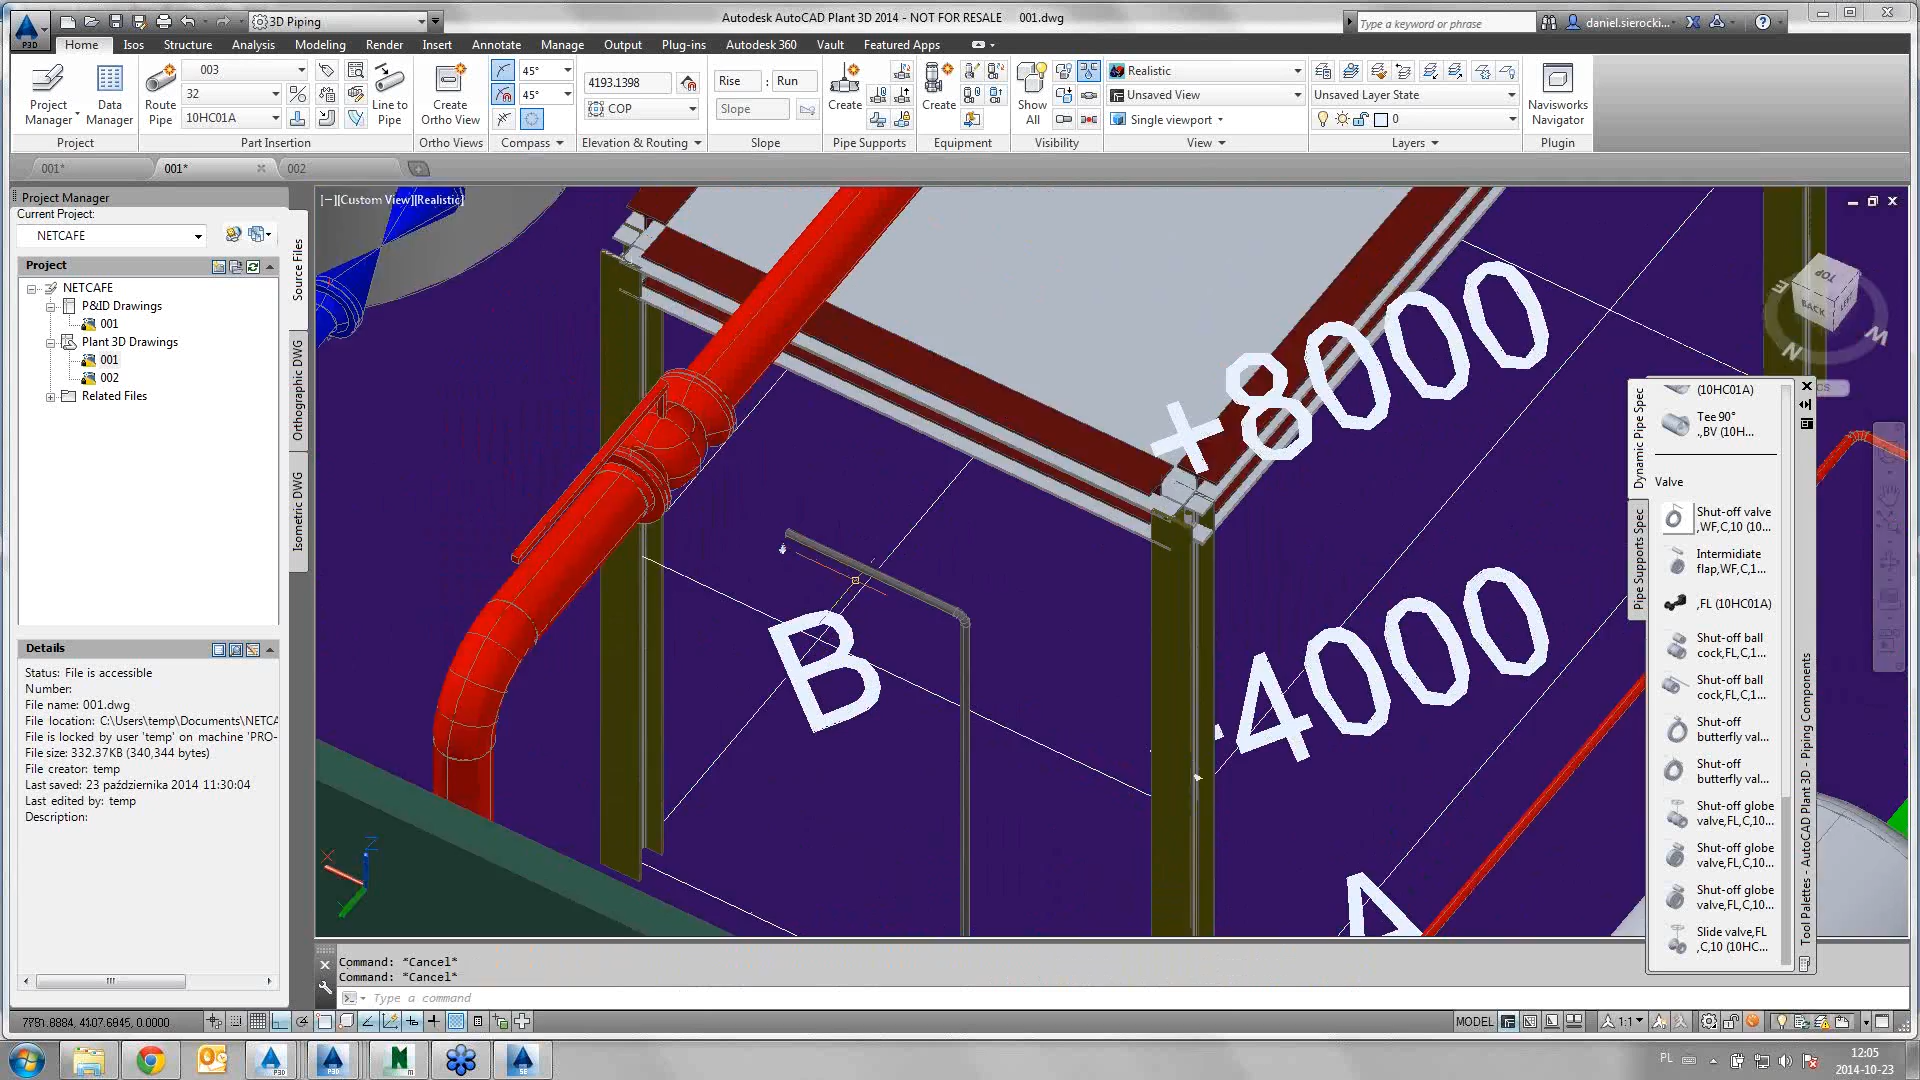 3D Piping
Autodesk AutoCAD Plant 3D 2014 - NOT FOR RESALE 001.dwg
Type a keyword or phrase
daniel.sierocki...
P3D
Home Isos Structure Analysis Modeling Render Insert Annotate Manage Output Plug-ins Autodesk 360 Vault Featured Apps
Project Manager
Data Manager
Route Pipe
003
32
10HC01A
Line to Pipe
Create Ortho View
45°
45°
4193.1398
COP
Rise : Run
Slope
Create
Create
Show All
Realistic
Unsaved View
Single viewport
Unsaved Layer State
0
Navisworks Navigator
Project Part Insertion Ortho Views Compass Elevation & Routing Slope Pipe Supports Equipment Visibility View Layers Plugin
001* 001* 002
Project Manager
Current Project:
NETCAFE
Project
NETCAFE
P&ID Drawings
001
Plant 3D Drawings
001
002
Related Files
Source Files
Orthographic DWG
Isometric DWG
Details
Status: File is accessible
Number:
File name: 001.dwg
File location: C:\Users\temp\Documents\NETCA
File is locked by user 'temp' on machine 'PRO-
File size: 332.37KB (340,344 bytes)
File creator: temp
Last saved: 23 października 2014 11:30:04
Last edited by: temp
Description:
[−][Custom View][Realistic]
+8000
-4000
B
A
TOP
BACK
LEFT
E
N
W
X
Z
Dynamic Pipe Spec
Pipe Supports Spec
(10HC01A)
Tee 90°
.,BV (10H...
Valve
Shut-off valve
,WF,C,10 (10...
Intermidiate
flap,WF,C,1...
,FL (10HC01A)
Shut-off ball
cock,FL,C,1...
Shut-off ball
cock,FL,C,1...
Shut-off
butterfly val...
Shut-off
butterfly val...
Shut-off globe
valve,FL,C,10...
Shut-off globe
valve,FL,C,10...
Shut-off globe
valve,FL,C,10...
Slide valve,FL
,C,10 (10HC...
Tool Palettes - AutoCAD Plant 3D - Piping Components
Command: *Cancel*
Command: *Cancel*
Type a command
MODEL
1:1
PL
12:05
2014-10-23